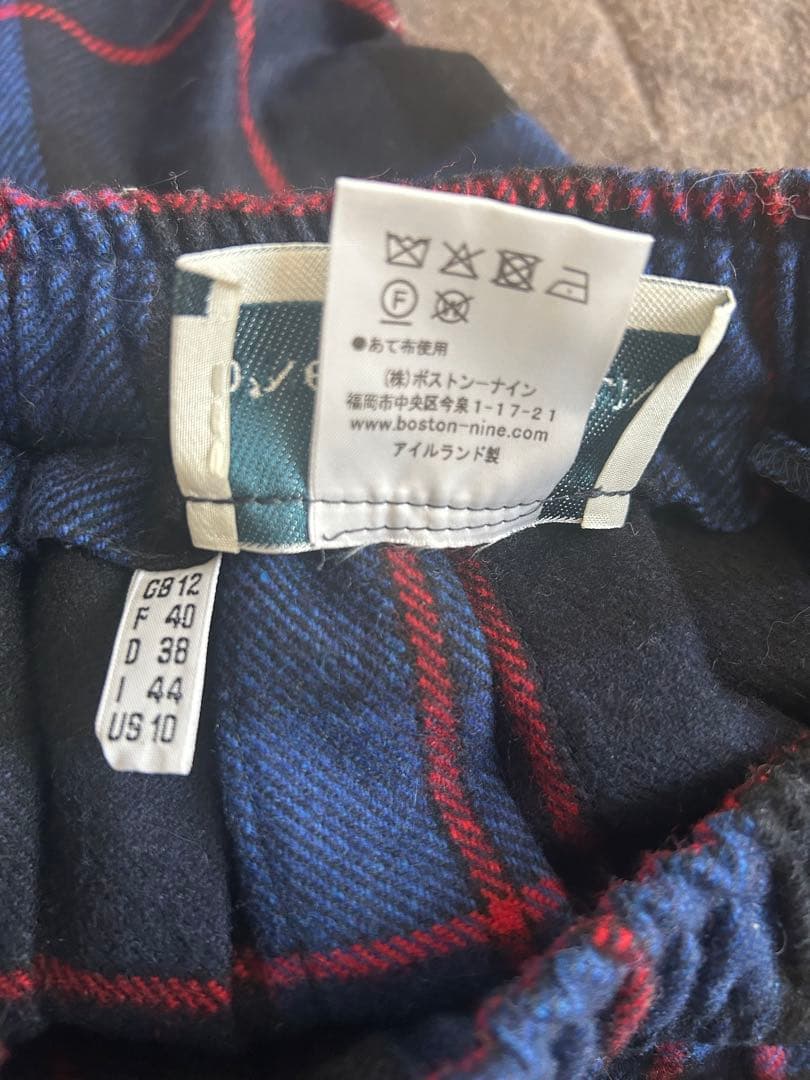 F
●あて布使用
(株)ボストンーナイン
福岡市中央区今泉1-17-21
www.boston-nine.com
アイルランド製
GB 12
F 40
D 38
I 44
US 10